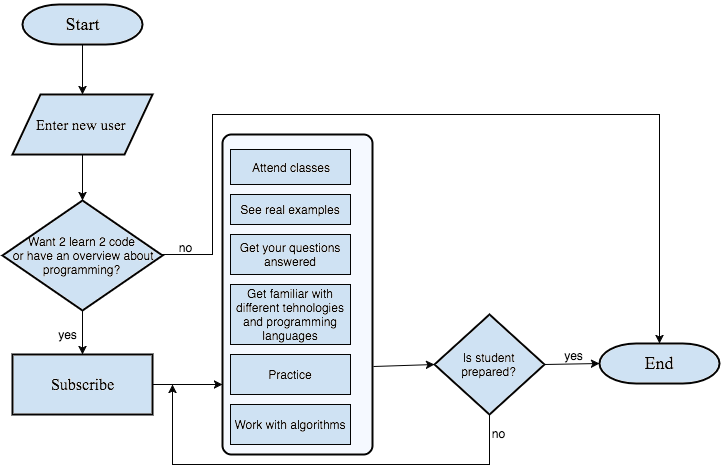 Start
Enter new user
Want 2 learn 2 code
or have an overview about
programming?
no
yes
Subscribe
Attend classes
See real examples
Get your questions
answered
Get familiar with
different tehnologies
and programming
languages
Practice
Work with algorithms
Is student
prepared?
yes
no
End